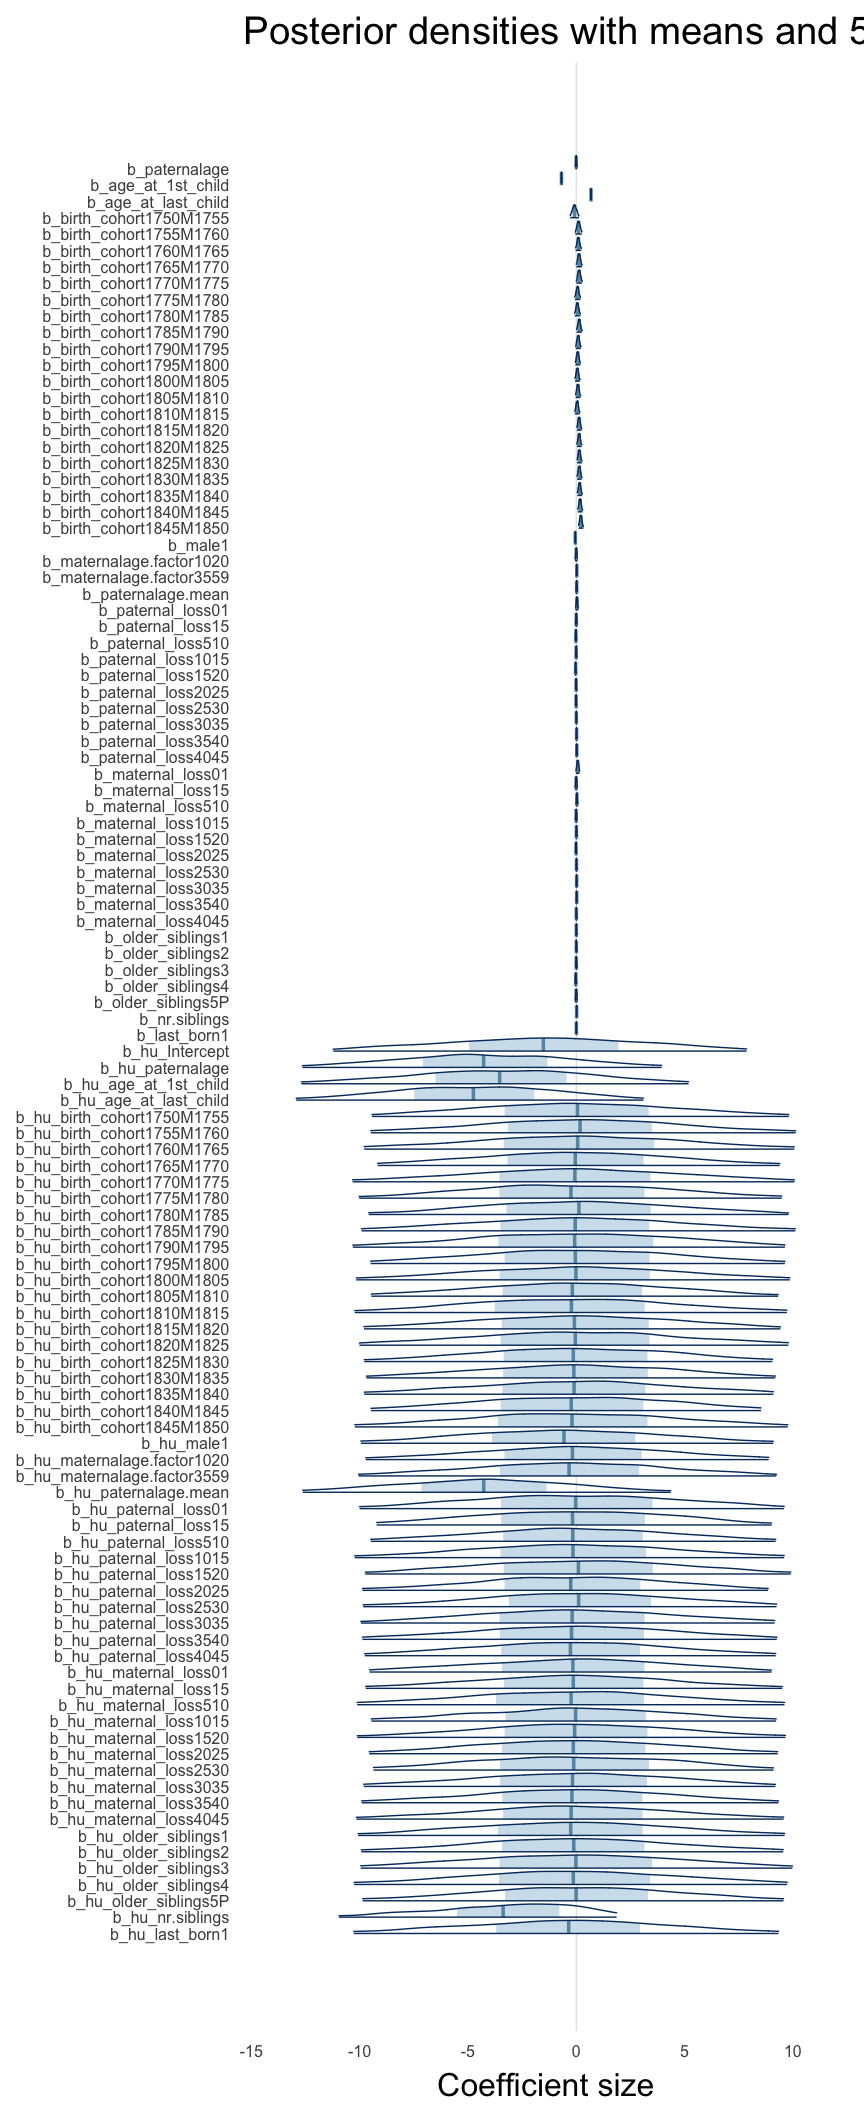 Posterior densities with means and 5
b_paternalage
b_age_at_1st_child
b_age_at_last_child
b_birth_cohort1750M1755
b_birth_cohort1755M1760
b_birth_cohort1760M1765
b_birth_cohort1765M1770
b_birth_cohort1770M1775
b_birth_cohort1775M1780
b_birth_cohort1780M1785
b_birth_cohort1785M1790
b_birth_cohort1790M1795
b_birth_cohort1795M1800
b_birth_cohort1800M1805
b_birth_cohort1805M1810
b_birth_cohort1810M1815
b_birth_cohort1815M1820
b_birth_cohort1820M1825
b_birth_cohort1825M1830
b_birth_cohort1830M1835
b_birth_cohort1835M1840
b_birth_cohort1840M1845
b_birth_cohort1845M1850
b_male1
b_maternalage.factor1020
b_maternalage.factor3559
b_paternalage.mean
b_paternal_loss01
b_paternal_loss15
b_paternal_loss510
b_paternal_loss1015
b_paternal_loss1520
b_paternal_loss2025
b_paternal_loss2530
b_paternal_loss3035
b_paternal_loss3540
b_paternal_loss4045
b_maternal_loss01
b_maternal_loss15
b_maternal_loss510
b_maternal_loss1015
b_maternal_loss1520
b_maternal_loss2025
b_maternal_loss2530
b_maternal_loss3035
b_maternal_loss3540
b_maternal_loss4045
b_older_siblings1
b_older_siblings2
b_older_siblings3
b_older_siblings4
b_older_siblings5P
b_nr.siblings
b_last_born1
b_hu_Intercept
b_hu_paternalage
b_hu_age_at_1st_child
b_hu_age_at_last_child
b_hu_birth_cohort1750M1755
b_hu_birth_cohort1755M1760
b_hu_birth_cohort1760M1765
b_hu_birth_cohort1765M1770
b_hu_birth_cohort1770M1775
b_hu_birth_cohort1775M1780
b_hu_birth_cohort1780M1785
b_hu_birth_cohort1785M1790
b_hu_birth_cohort1790M1795
b_hu_birth_cohort1795M1800
b_hu_birth_cohort1800M1805
b_hu_birth_cohort1805M1810
b_hu_birth_cohort1810M1815
b_hu_birth_cohort1815M1820
b_hu_birth_cohort1820M1825
b_hu_birth_cohort1825M1830
b_hu_birth_cohort1830M1835
b_hu_birth_cohort1835M1840
b_hu_birth_cohort1840M1845
b_hu_birth_cohort1845M1850
b_hu_male1
b_hu_maternalage.factor1020
b_hu_maternalage.factor3559
b_hu_paternalage.mean
b_hu_paternal_loss01
b_hu_paternal_loss15
b_hu_paternal_loss510
b_hu_paternal_loss1015
b_hu_paternal_loss1520
b_hu_paternal_loss2025
b_hu_paternal_loss2530
b_hu_paternal_loss3035
b_hu_paternal_loss3540
b_hu_paternal_loss4045
b_hu_maternal_loss01
b_hu_maternal_loss15
b_hu_maternal_loss510
b_hu_maternal_loss1015
b_hu_maternal_loss1520
b_hu_maternal_loss2025
b_hu_maternal_loss2530
b_hu_maternal_loss3035
b_hu_maternal_loss3540
b_hu_maternal_loss4045
b_hu_older_siblings1
b_hu_older_siblings2
b_hu_older_siblings3
b_hu_older_siblings4
b_hu_older_siblings5P
b_hu_nr.siblings
b_hu_last_born1
-15 -10 -5 0 5 10
Coefficient size